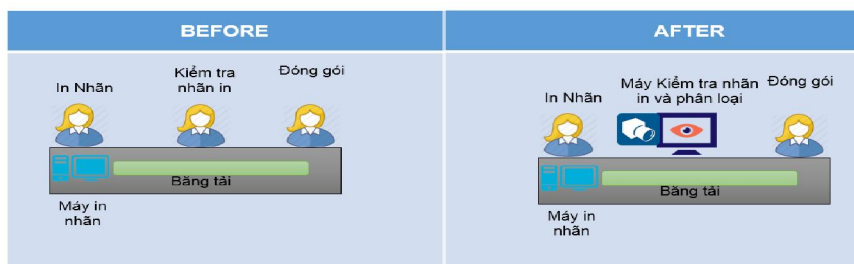 BEFORE
In Nhãn
Kiểm tra
nhãn in
Đóng gói
Băng tải
Máy in
nhãn
AFTER
In Nhãn
Máy Kiểm tra nhãn
in và phân loại
Đóng gói
Băng tải
Máy in
nhãn